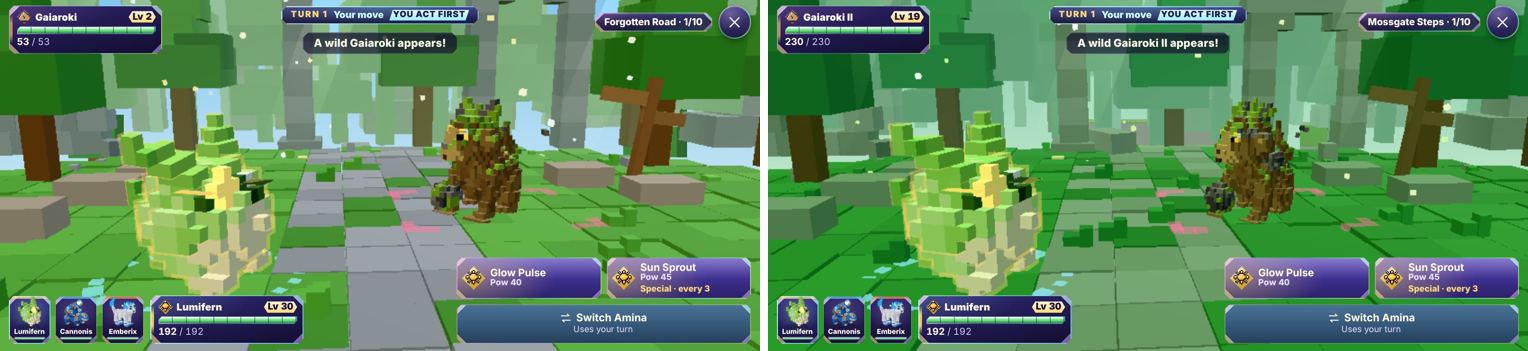 Gaiaroki Lv 2
53 / 53
TURN 1 Your move YOU ACT FIRST
A wild Gaiaroki appears!
Forgotten Road · 1/10
Glow Pulse
Pow 40
Sun Sprout
Pow 45
Special · every 3
Lumifern
Cannonis
Emberix
Lumifern Lv 30
192 / 192
Switch Amina
Uses your turn
Gaiaroki II Lv 19
230 / 230
TURN 1 Your move YOU ACT FIRST
A wild Gaiaroki II appears!
Mossgate Steps · 1/10
Glow Pulse
Pow 40
Sun Sprout
Pow 45
Special · every 3
Lumifern
Cannonis
Emberix
Lumifern Lv 30
192 / 192
Switch Amina
Uses your turn